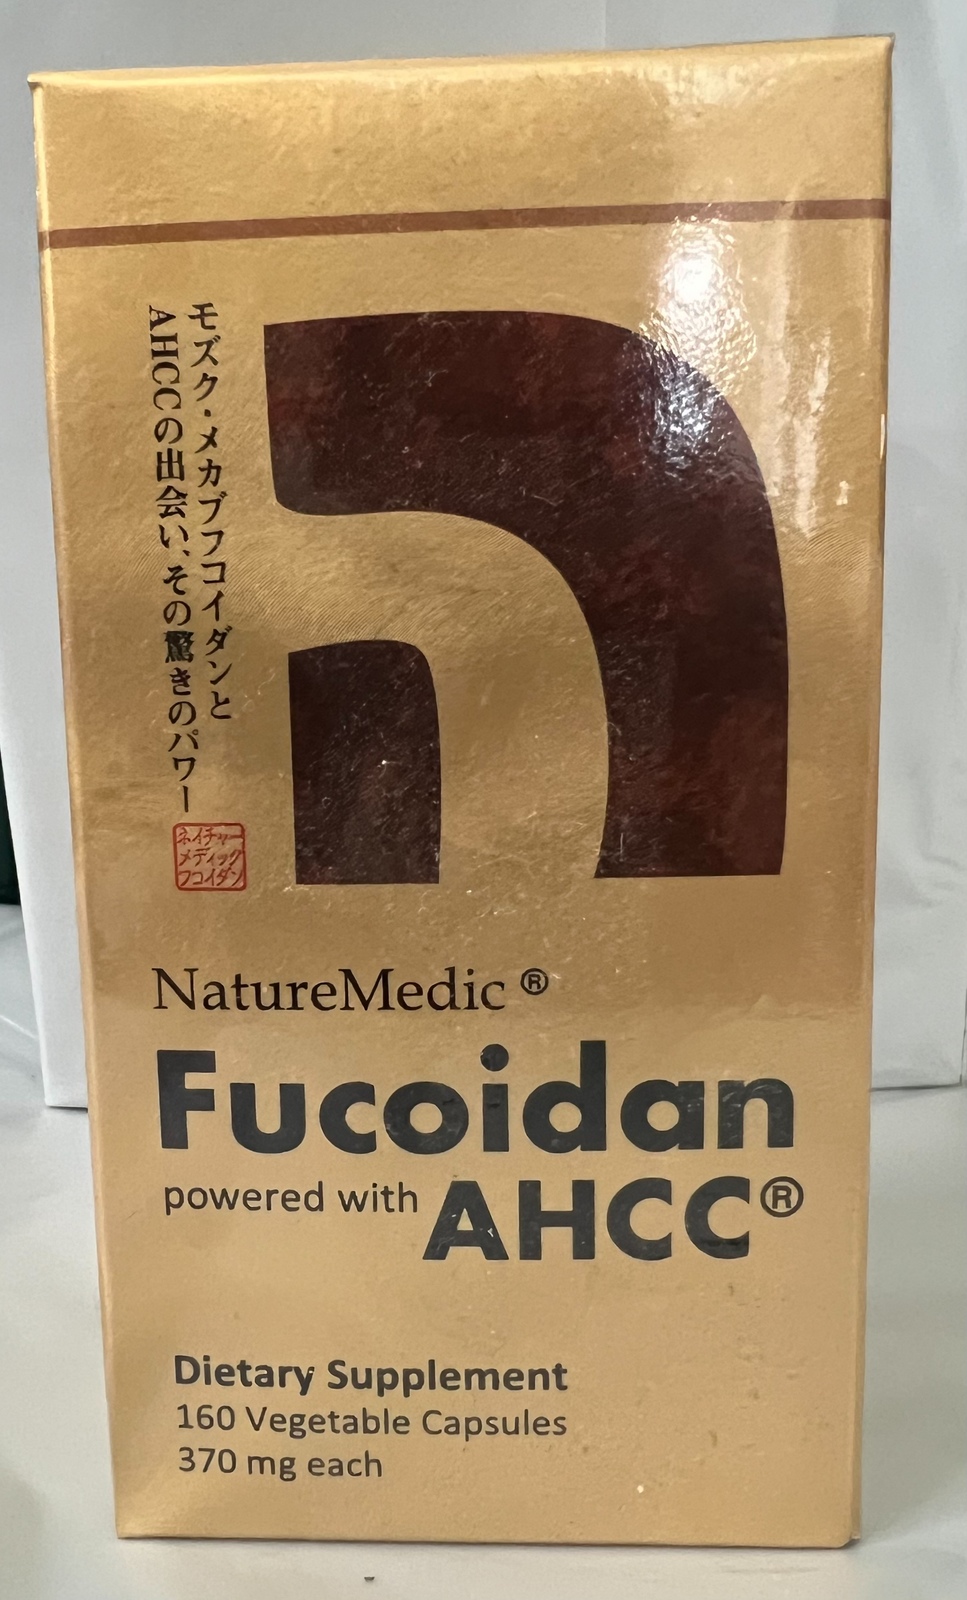 モズク・メカブフコイダンと
AHCCの出会い、その驚きのパワー
ネイチャー
メディック
フコイダン
NatureMedic ®
Fucoidan
powered with AHCC®
Dietary Supplement
160 Vegetable Capsules
370 mg each